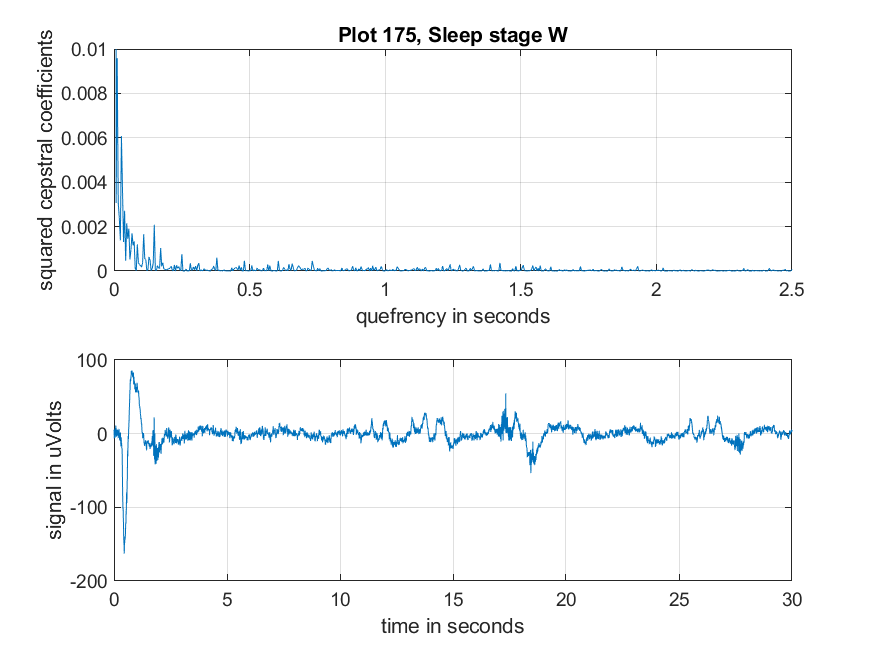 Plot 175, Sleep stage W
squared cepstral coefficients
0.01
0.008
0.006
0.004
0.002
0
0 0.5 1 1.5 2 2.5
quefrency in seconds
signal in uVolts
100
0
-100
-200
0 5 10 15 20 25 30
time in seconds